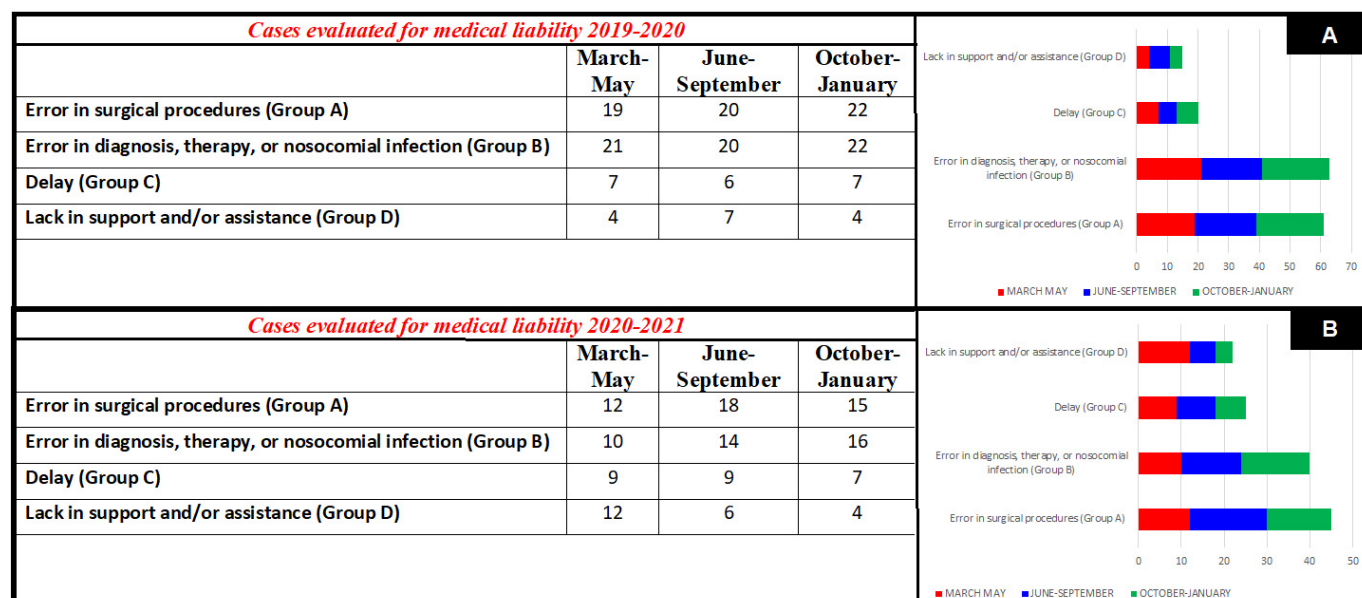 Cases evaluated for medical liability 2019-2020
March-
May
June-
September
October-
January
Error in surgical procedures (Group A) 19 20 22
Error in diagnosis, therapy, or nosocomial infection (Group B) 21 20 22
Delay (Group C) 7 6 7
Lack in support and/or assistance (Group D) 4 7 4
A
Lack in support and/or assistance (Group D)
Delay (Group C)
Error in diagnosis, therapy, or nosocomial
infection (Group B)
Error in surgical procedures (Group A)
0 10 20 30 40 50 60 70
MARCH MAY JUNE-SEPTEMBER OCTOBER-JANUARY
Cases evaluated for medical liability 2020-2021
March-
May
June-
September
October-
January
Error in surgical procedures (Group A) 12 18 15
Error in diagnosis, therapy, or nosocomial infection (Group B) 10 14 16
Delay (Group C) 9 9 7
Lack in support and/or assistance (Group D) 12 6 4
B
Lack in support and/or assistance (Group D)
Delay (Group C)
Error in diagnosis, therapy, or nosocomial
infection (Group B)
Error in surgical procedures (Group A)
0 10 20 30 40 50
MARCH MAY JUNE-SEPTEMBER OCTOBER-JANUARY